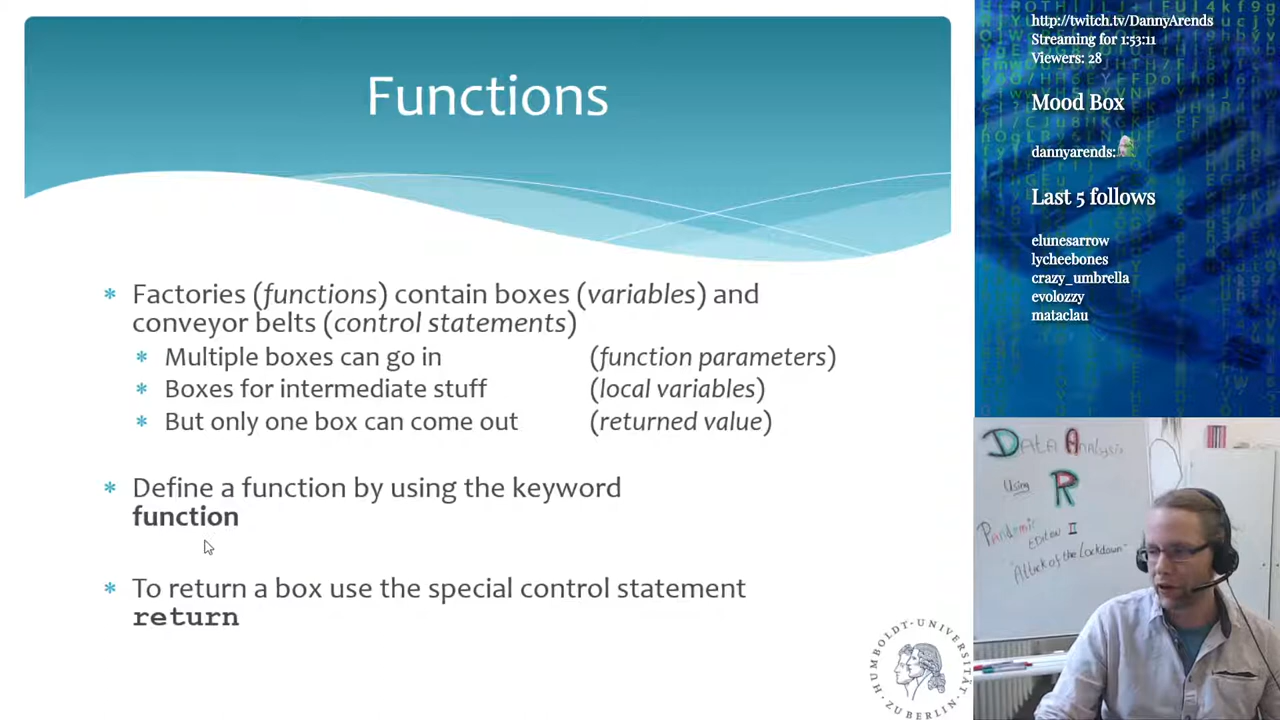 Functions
Factories (functions) contain boxes (variables) and
conveyor belts (control statements)
Multiple boxes can go in (function parameters)
Boxes for intermediate stuff (local variables)
But only one box can come out (returned value)
Define a function by using the keyword
function
To return a box use the special control statement
return
HUMBOLDT-UNIVERSITÄT
ZU BERLIN
http://twitch.tv/DannyArends
Streaming for 1:53:11
Viewers: 28
Mood Box
dannyarends:
Last 5 follows
elunesarrow
lycheebones
crazy_umbrella
evolozzy
mataclau
Data Analysis
Using
R
Pandemic
Edition II
"Attack of the Lockdown"